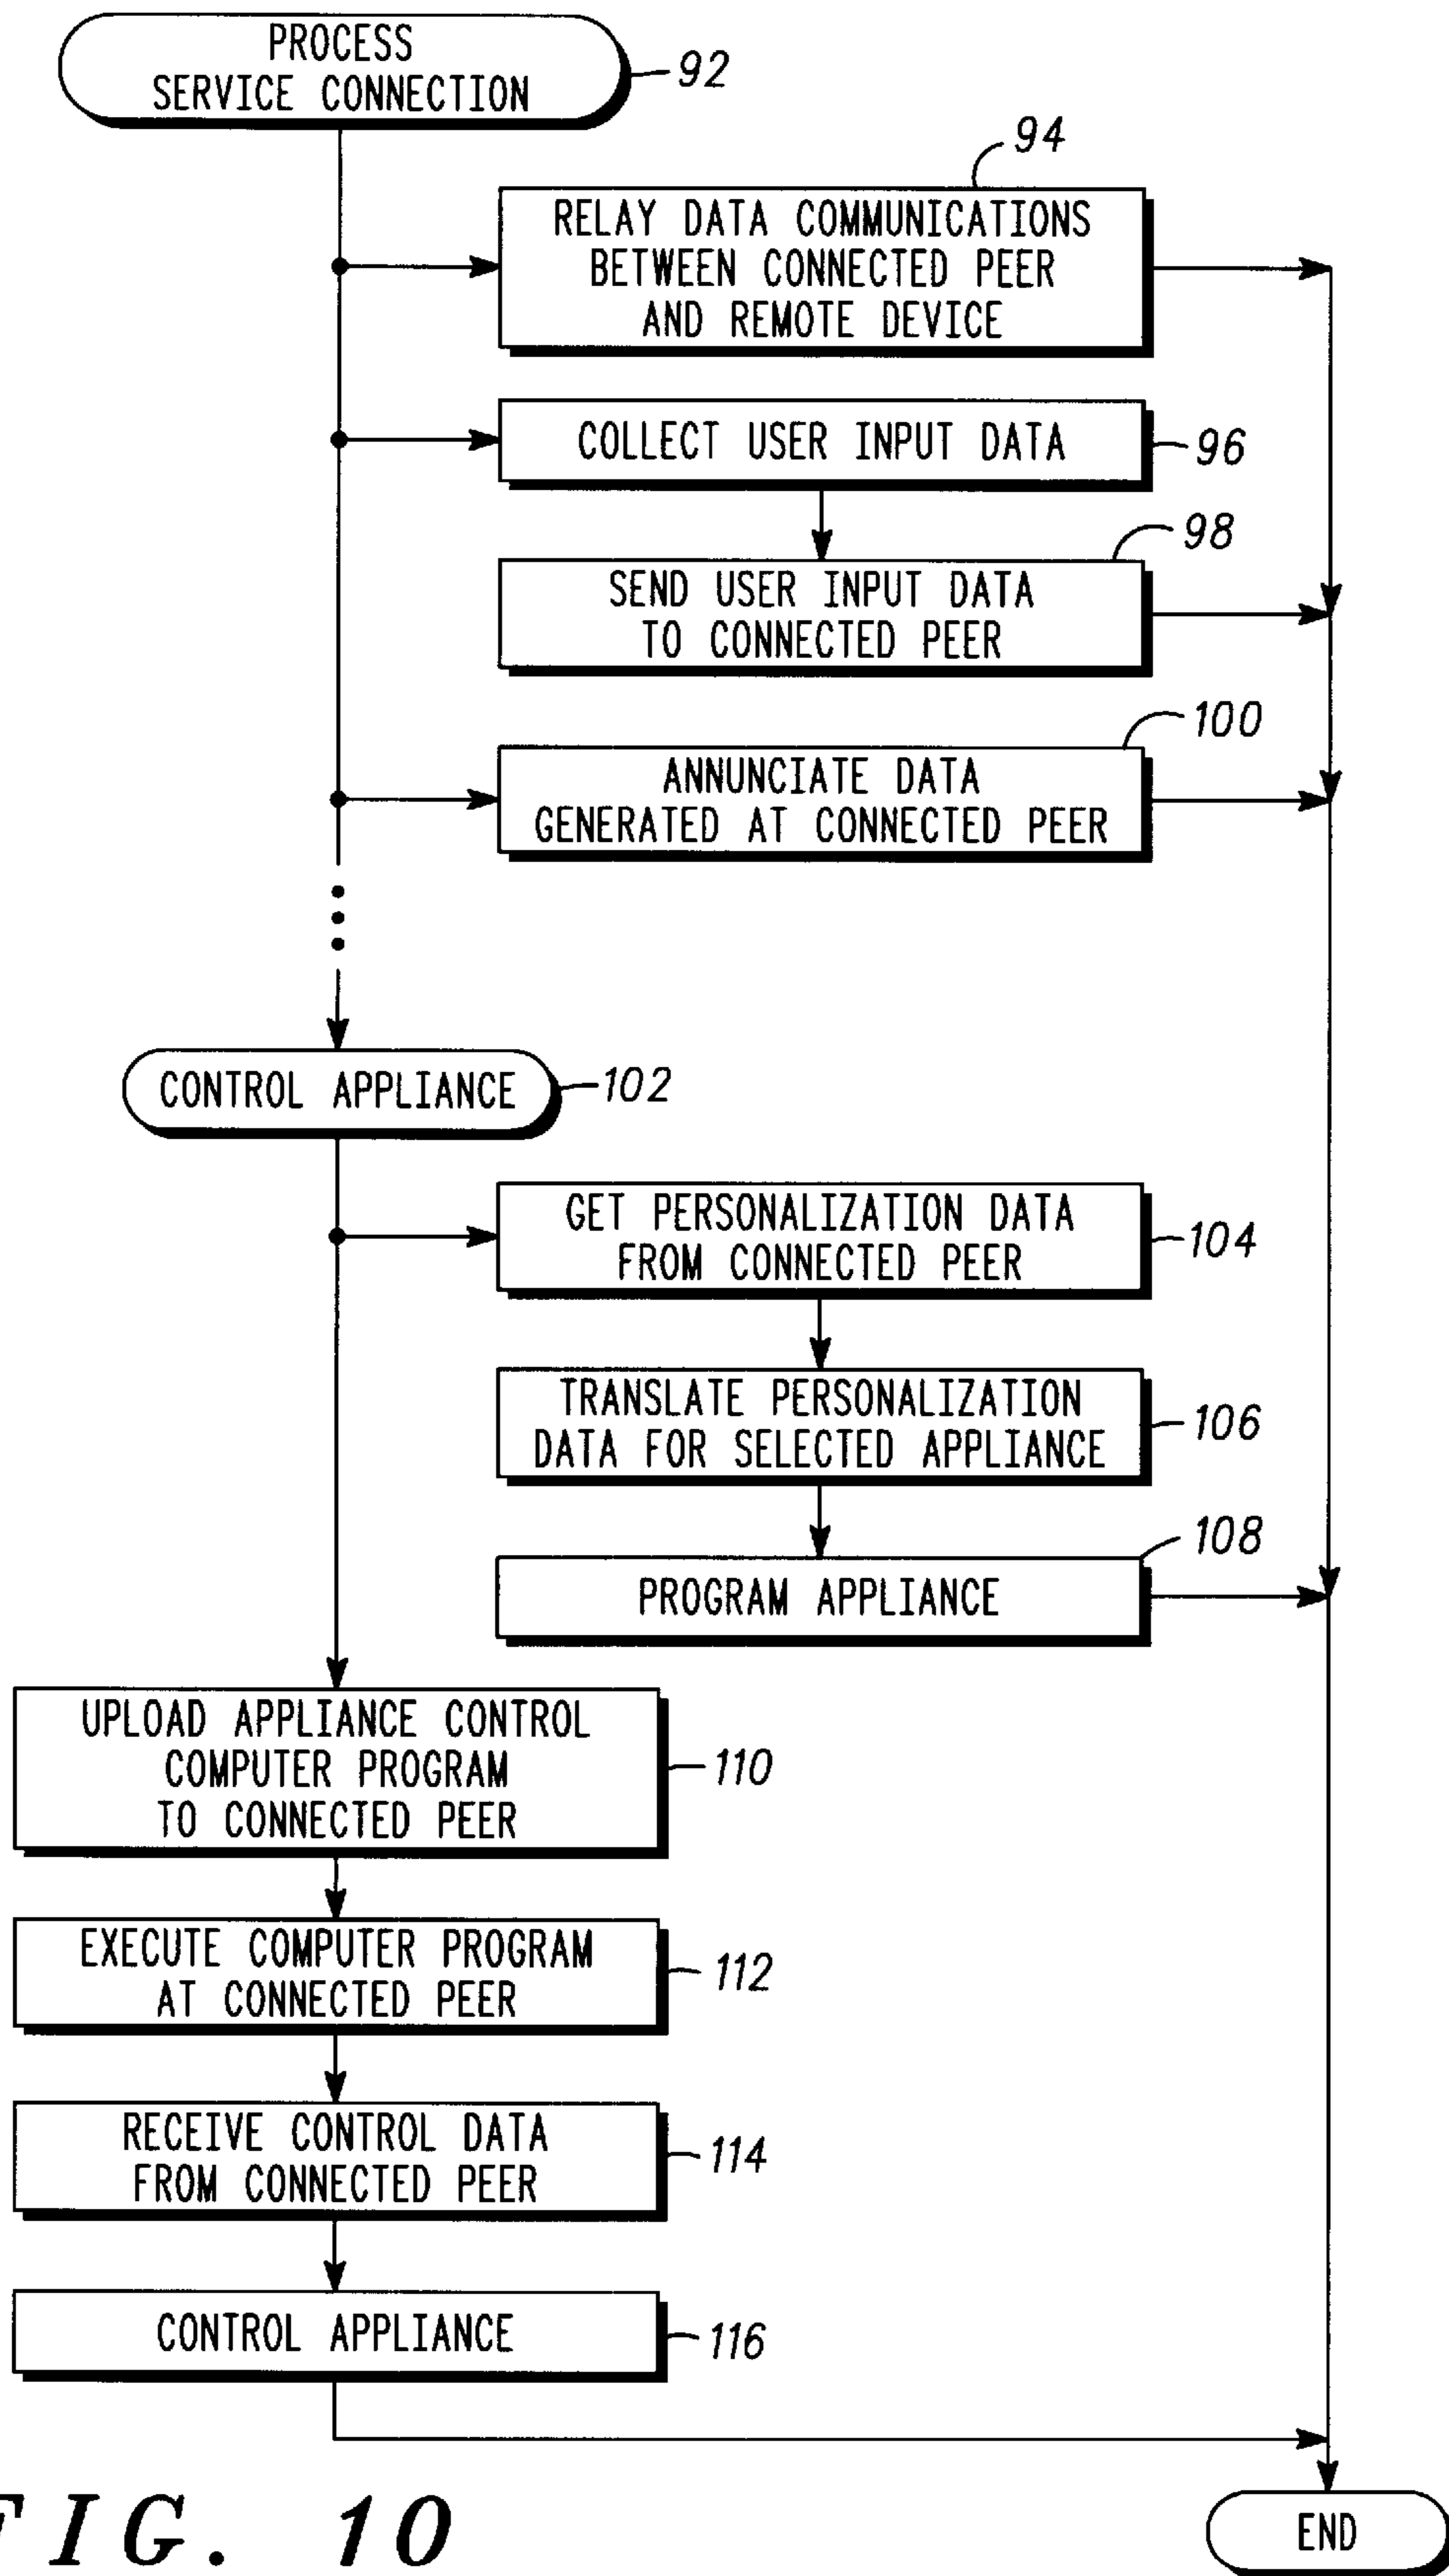 PROCESS
SERVICE CONNECTION
92
94
RELAY DATA COMMUNICATIONS
BETWEEN CONNECTED PEER
AND REMOTE DEVICE
COLLECT USER INPUT DATA
96
98
SEND USER INPUT DATA
TO CONNECTED PEER
100
ANNUNCIATE DATA
GENERATED AT CONNECTED PEER
CONTROL APPLIANCE
102
GET PERSONALIZATION DATA
FROM CONNECTED PEER
104
TRANSLATE PERSONALIZATION
DATA FOR SELECTED APPLIANCE
106
108
PROGRAM APPLIANCE
UPLOAD APPLIANCE CONTROL
COMPUTER PROGRAM
TO CONNECTED PEER
110
EXECUTE COMPUTER PROGRAM
AT CONNECTED PEER
112
RECEIVE CONTROL DATA
FROM CONNECTED PEER
114
CONTROL APPLIANCE
116
END
FIG. 10